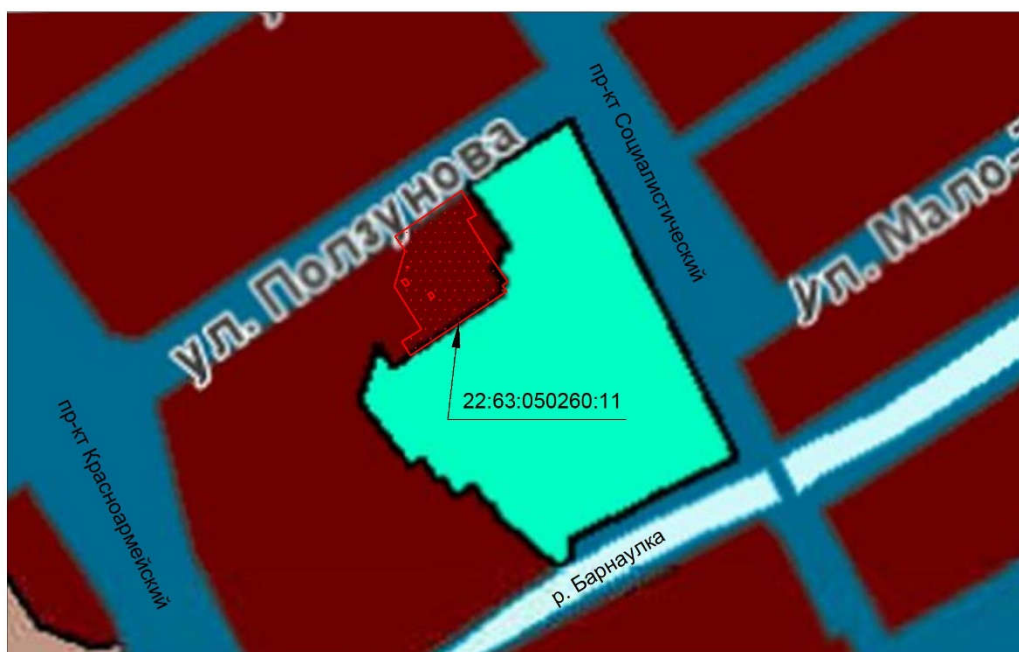 пр-кт Социалистический
ул. Ползунова
ул. Мало-
22:63:050260:11
пр-кт Красноармейский
р. Барнаулка